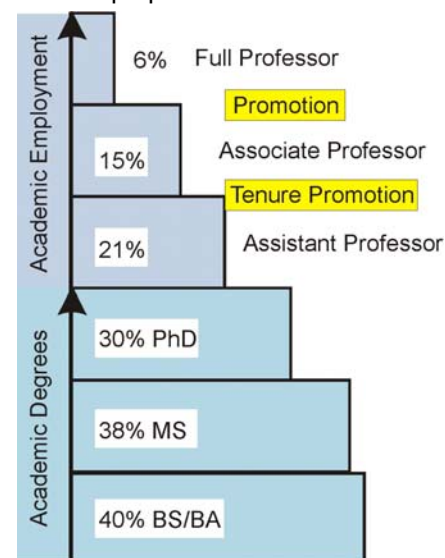 6% Full Professor
Promotion
15% Associate Professor
Tenure Promotion
21% Assistant Professor
Academic Employment
30% PhD
38% MS
40% BS/BA
Academic Degrees